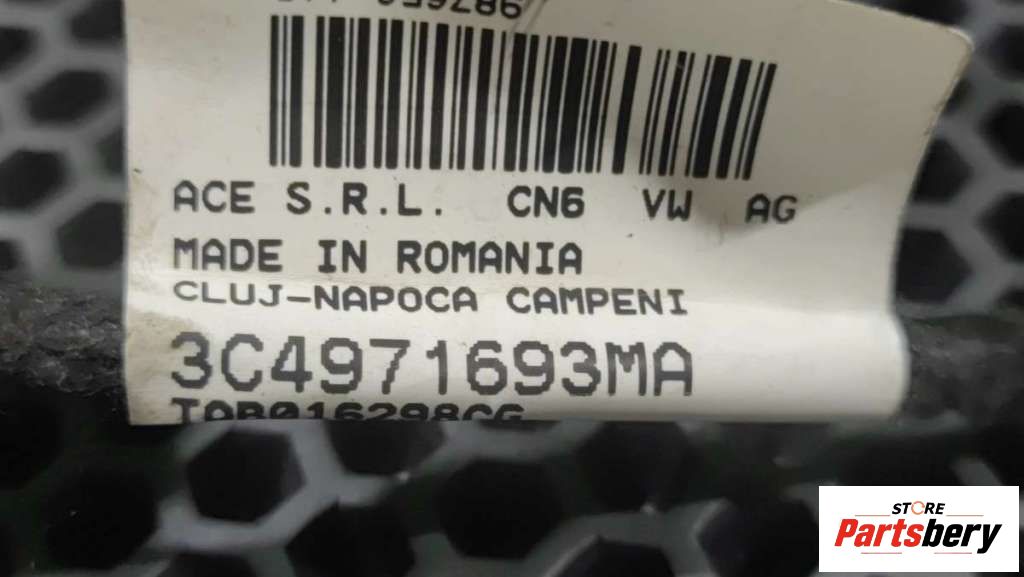 ACE S.R.L. CN6 VW AG
MADE IN ROMANIA
CLUJ-NAPOCA CAMPENI
3C4971693MA
STORE
Partsbery